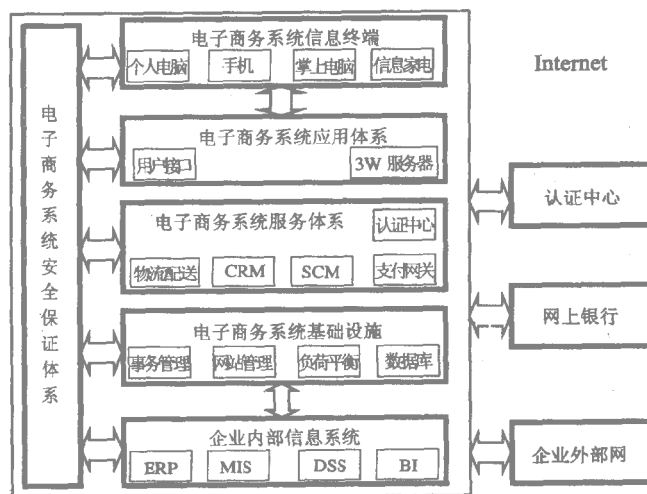 电子商务系统安全保证体系
电子商务系统信息终端
个人电脑 手机 掌上电脑 信息家电
电子商务系统应用体系
用户接口 3W 服务器
电子商务系统服务体系
认证中心
物流配送 CRM SCM 支付网关
电子商务系统基础设施
事务管理 网站管理 负荷平衡 数据库
企业内部信息系统
ERP MIS DSS BI
Internet
认证中心
网上银行
企业外部网